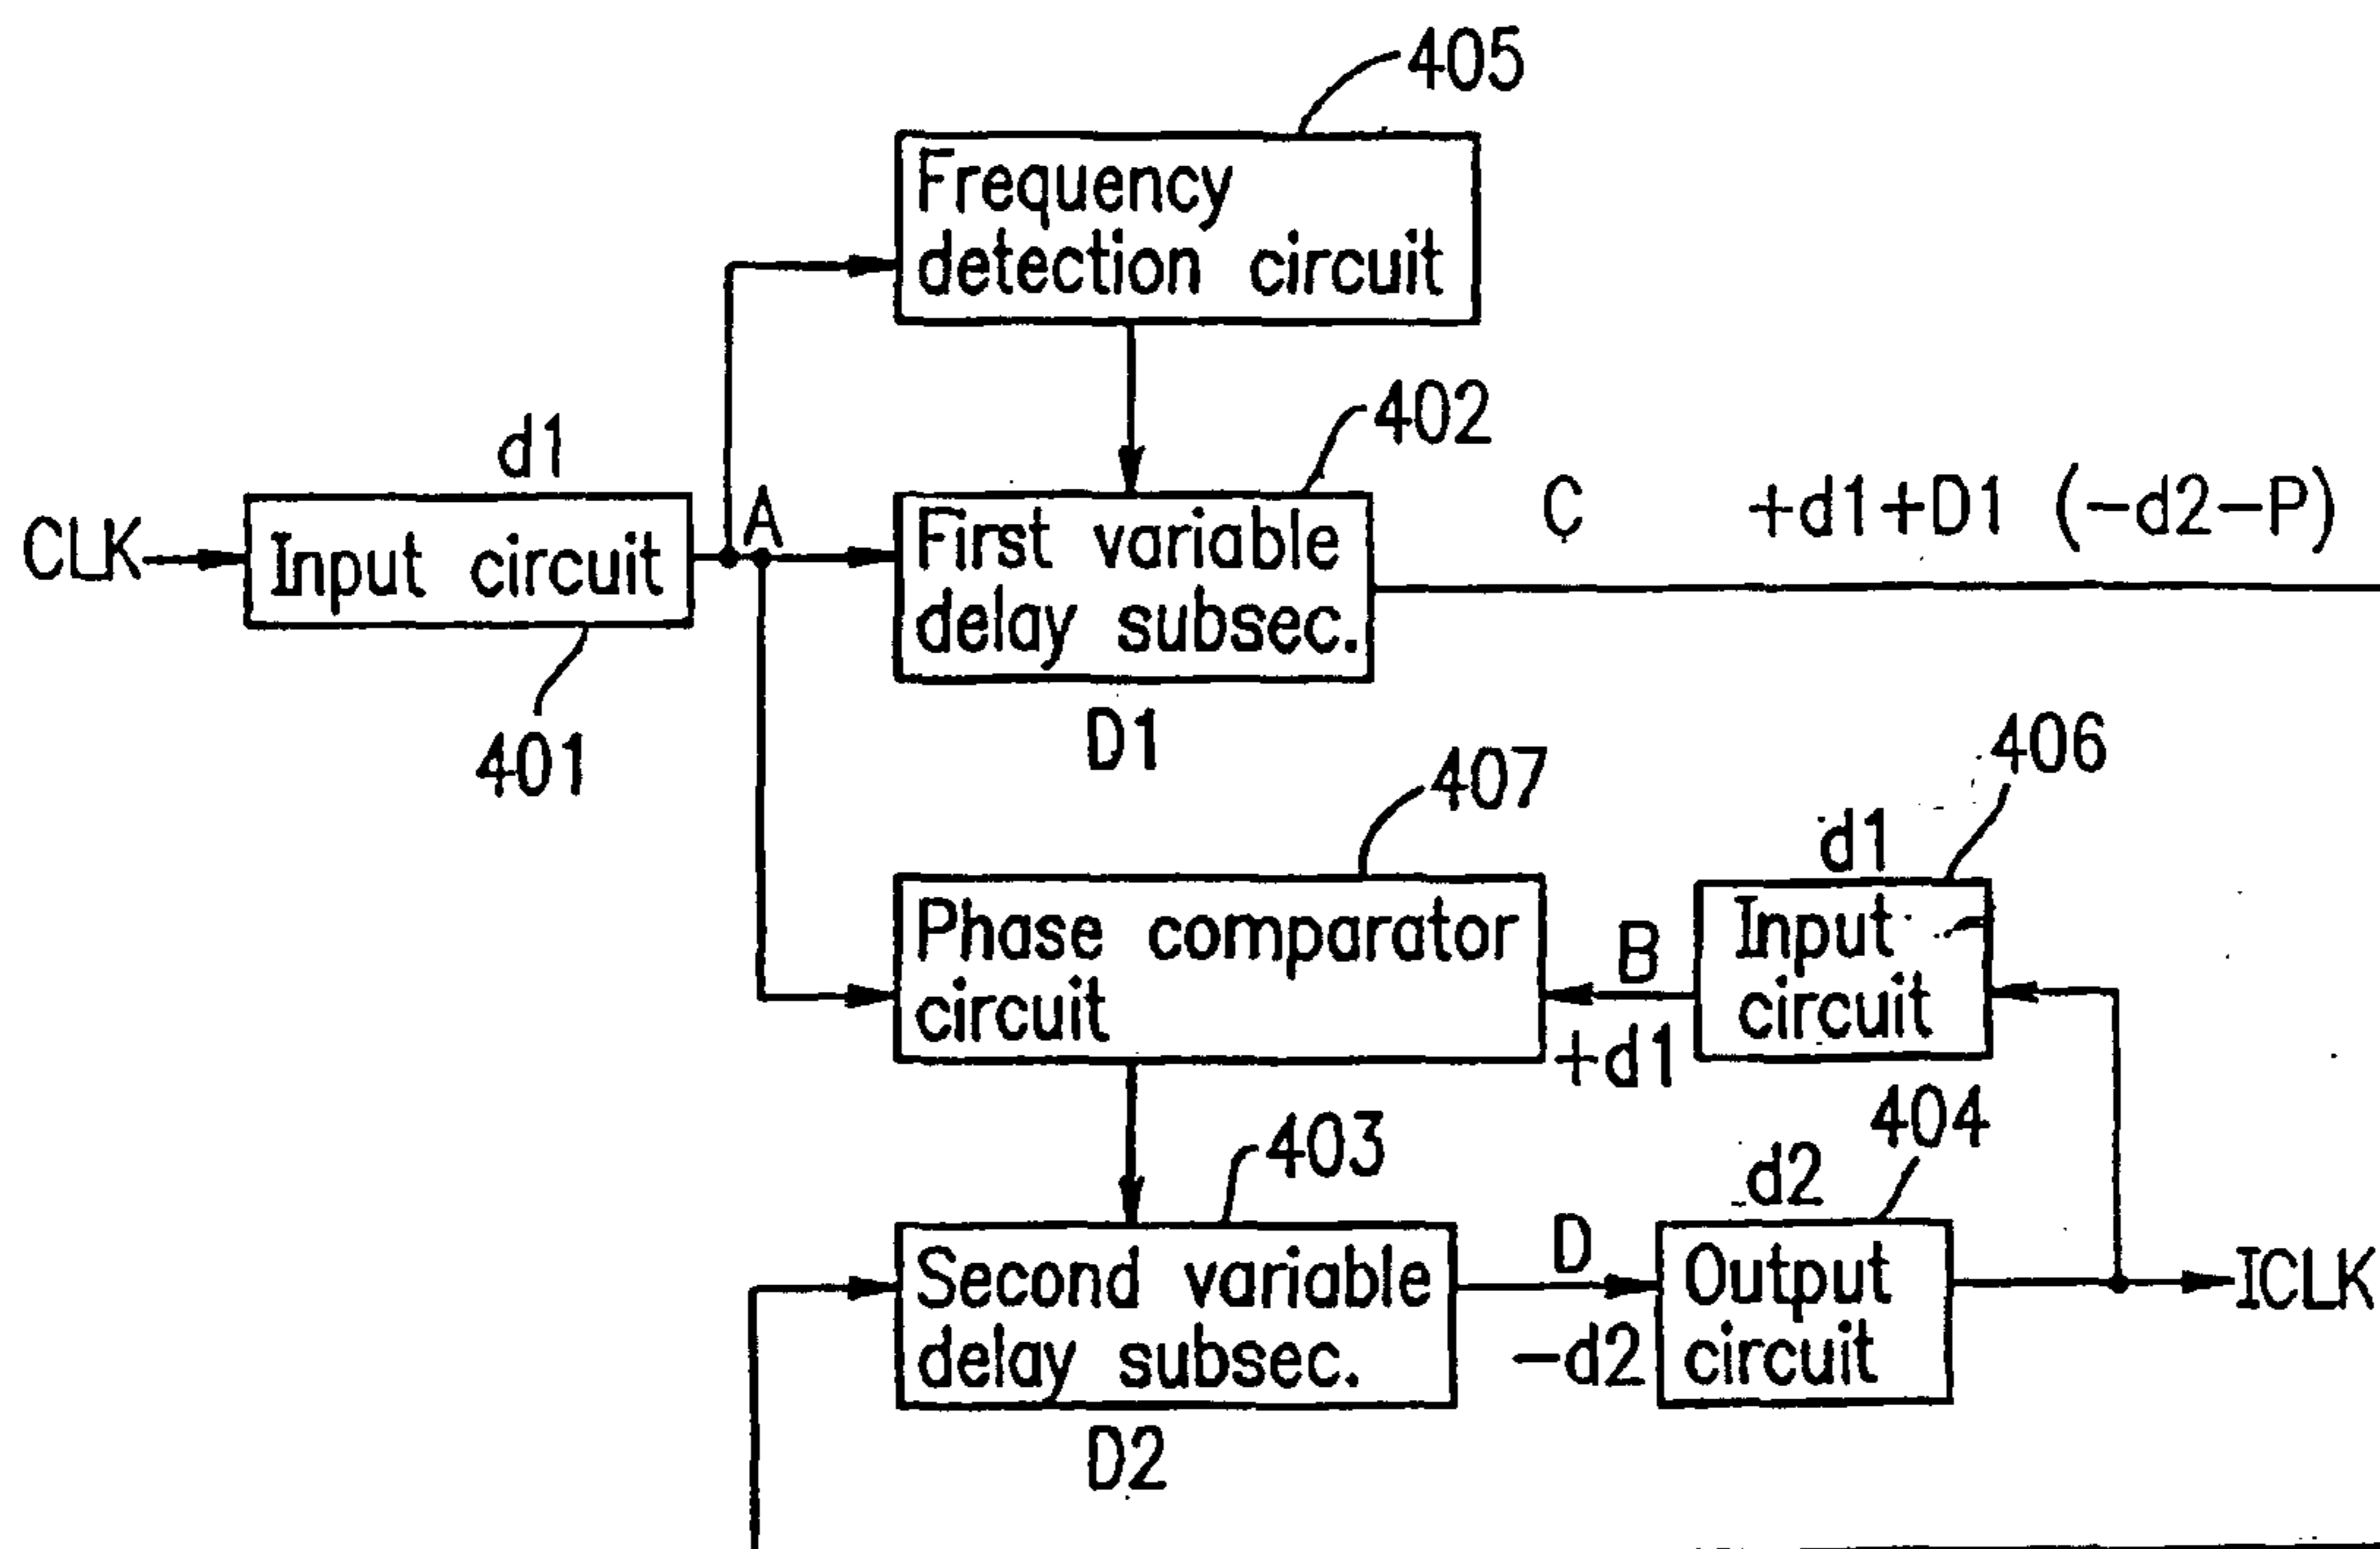 405
Frequency
detection circuit
402
d1
CLK
Input circuit
A
First variable
delay subsec.
C +d1+D1 (-d2-P)
401
D1
407
406
d1
Phase comparator
circuit
B
+d1
Input
circuit
403
404
d2
Second variable
delay subsec.
D
-d2
Output
circuit
ICLK
D2